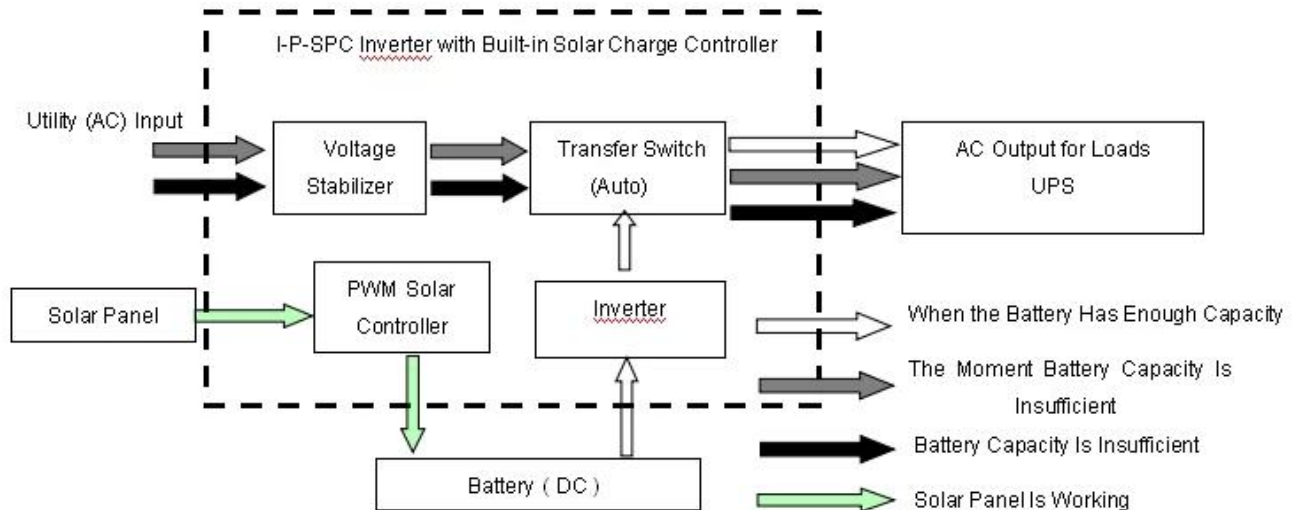 I-P-SPC Inverter with Built-in Solar Charge Controller
Utility (AC) Input
Voltage
Stabilizer
Transfer Switch
(Auto)
AC Output for Loads
UPS
Solar Panel
PWM Solar
Controller
Inverter
Battery ( DC )
When the Battery Has Enough Capacity
The Moment Battery Capacity Is
Insufficient
Battery Capacity Is Insufficient
Solar Panel Is Working